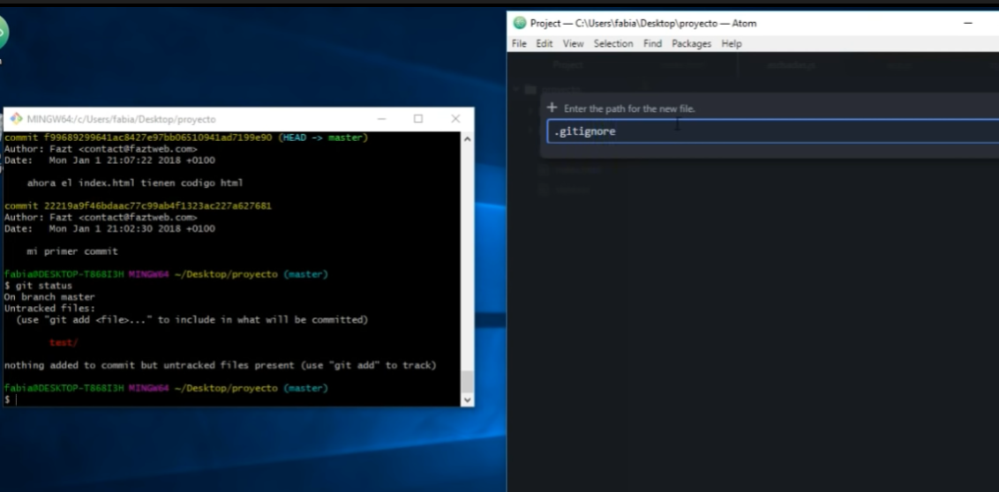 MINGW64:/c/Users/fabia/Desktop/proyecto
commit f99689299641ac8427e97bb06510941ad7199e90 (HEAD -> master)
Author: Fazt <contact@faztweb.com>
Date:   Mon Jan 1 21:07:22 2018 +0100
ahora el index.html tienen codigo html
commit 22219a9f46bdaac77c99ab4f1323ac227a627681
Author: Fazt <contact@faztweb.com>
Date:   Mon Jan 1 21:02:30 2018 +0100
mi primer commit
fabia@DESKTOP-T868I3H MINGW64 ~/Desktop/proyecto (master)
$ git status
On branch master
Untracked files:
(use "git add <file>..." to include in what will be committed)
test/
nothing added to commit but untracked files present (use "git add" to track)
fabia@DESKTOP-T868I3H MINGW64 ~/Desktop/proyecto (master)
$
Project — C:\Users\fabia\Desktop\proyecto — Atom
File Edit View Selection Find Packages Help
Project
Enter the path for the new file.
.gitignore